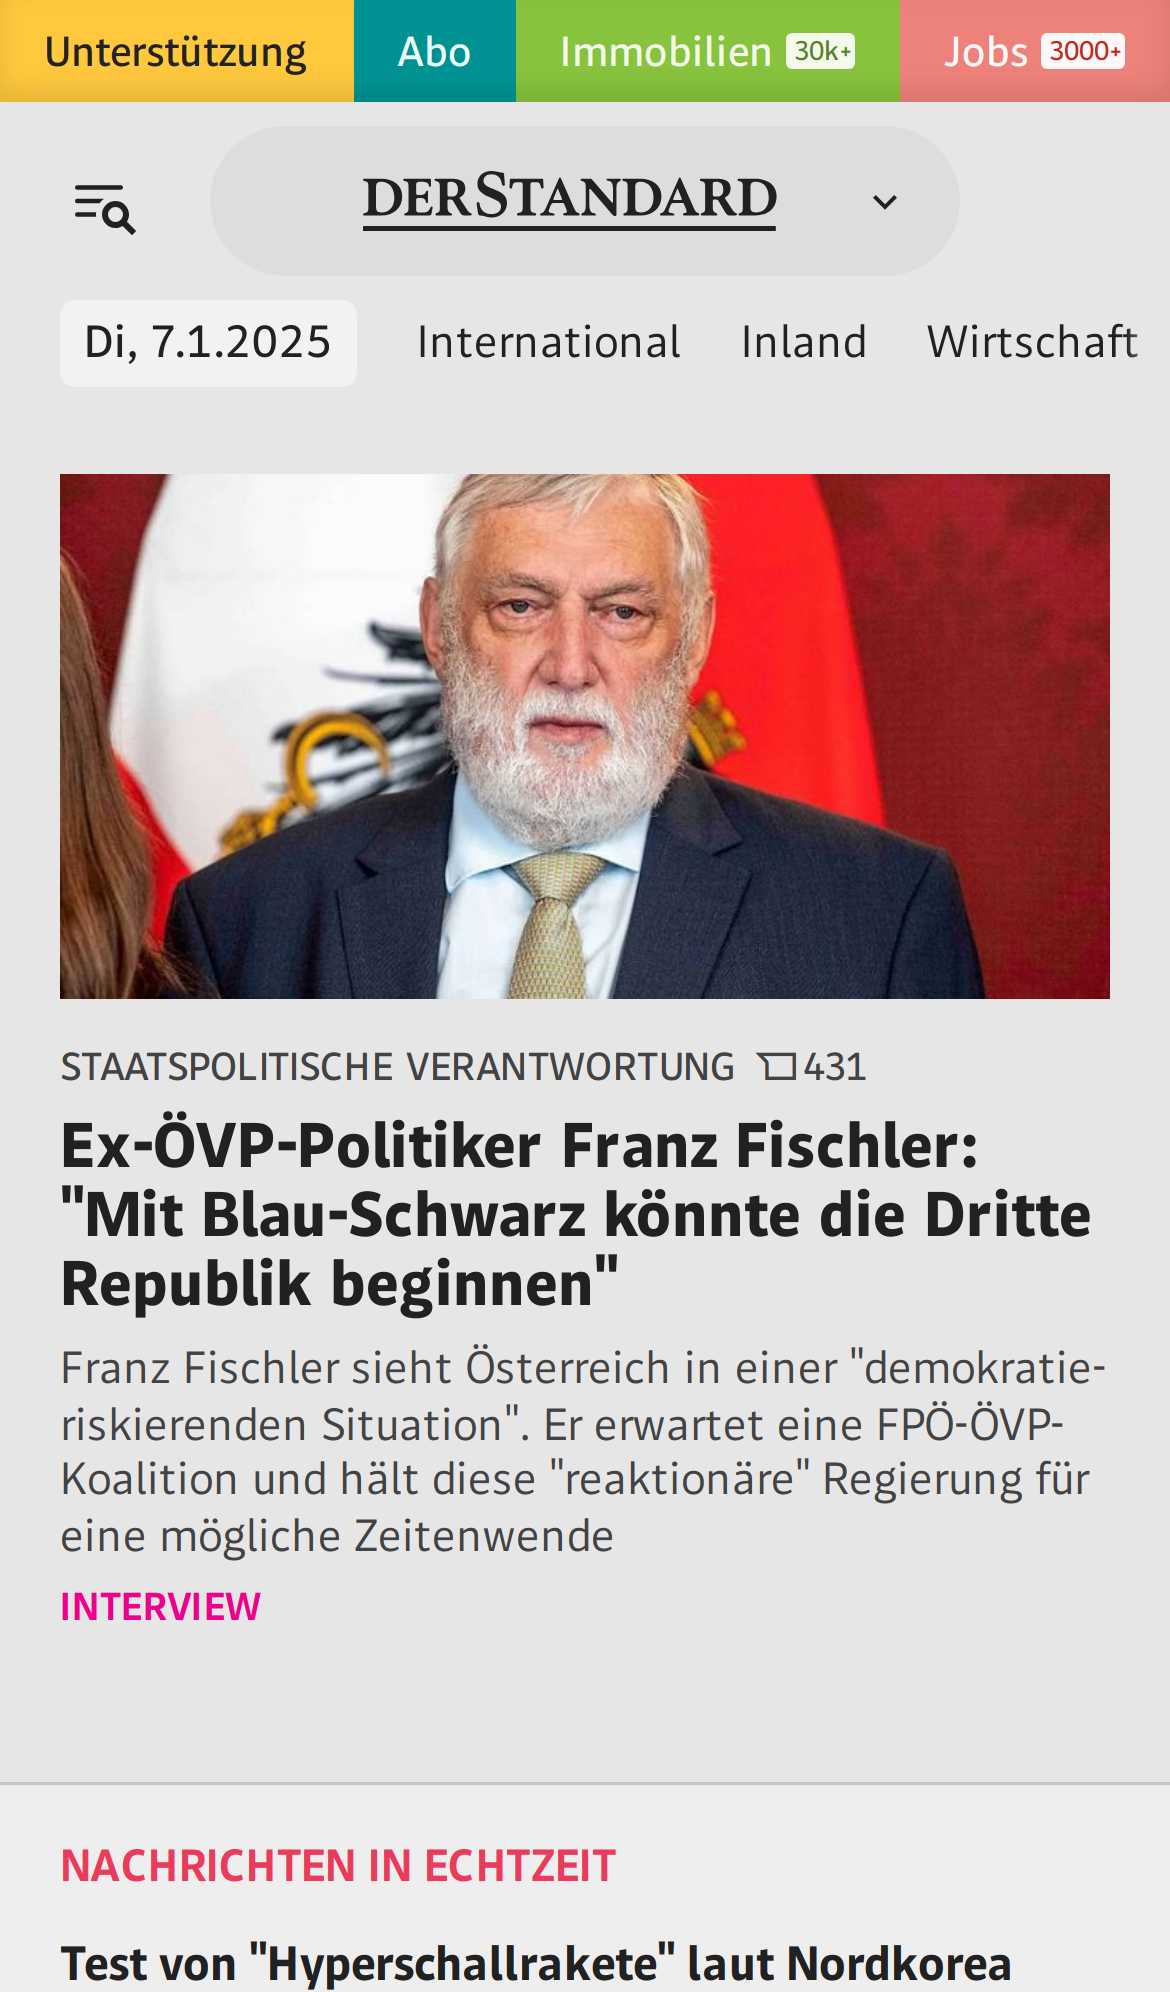 Unterstützung Abo Immobilien 30k+ Jobs 3000+
DERSTANDARD
Di, 7.1.2025 International Inland Wirtschaft
STAATSPOLITISCHE VERANTWORTUNG 431
Ex-ÖVP-Politiker Franz Fischler:
"Mit Blau-Schwarz könnte die Dritte
Republik beginnen"
Franz Fischler sieht Österreich in einer "demokratie-
riskierenden Situation". Er erwartet eine FPÖ-ÖVP-
Koalition und hält diese "reaktionäre" Regierung für
eine mögliche Zeitenwende
INTERVIEW
NACHRICHTEN IN ECHTZEIT
Test von "Hyperschallrakete" laut Nordkorea